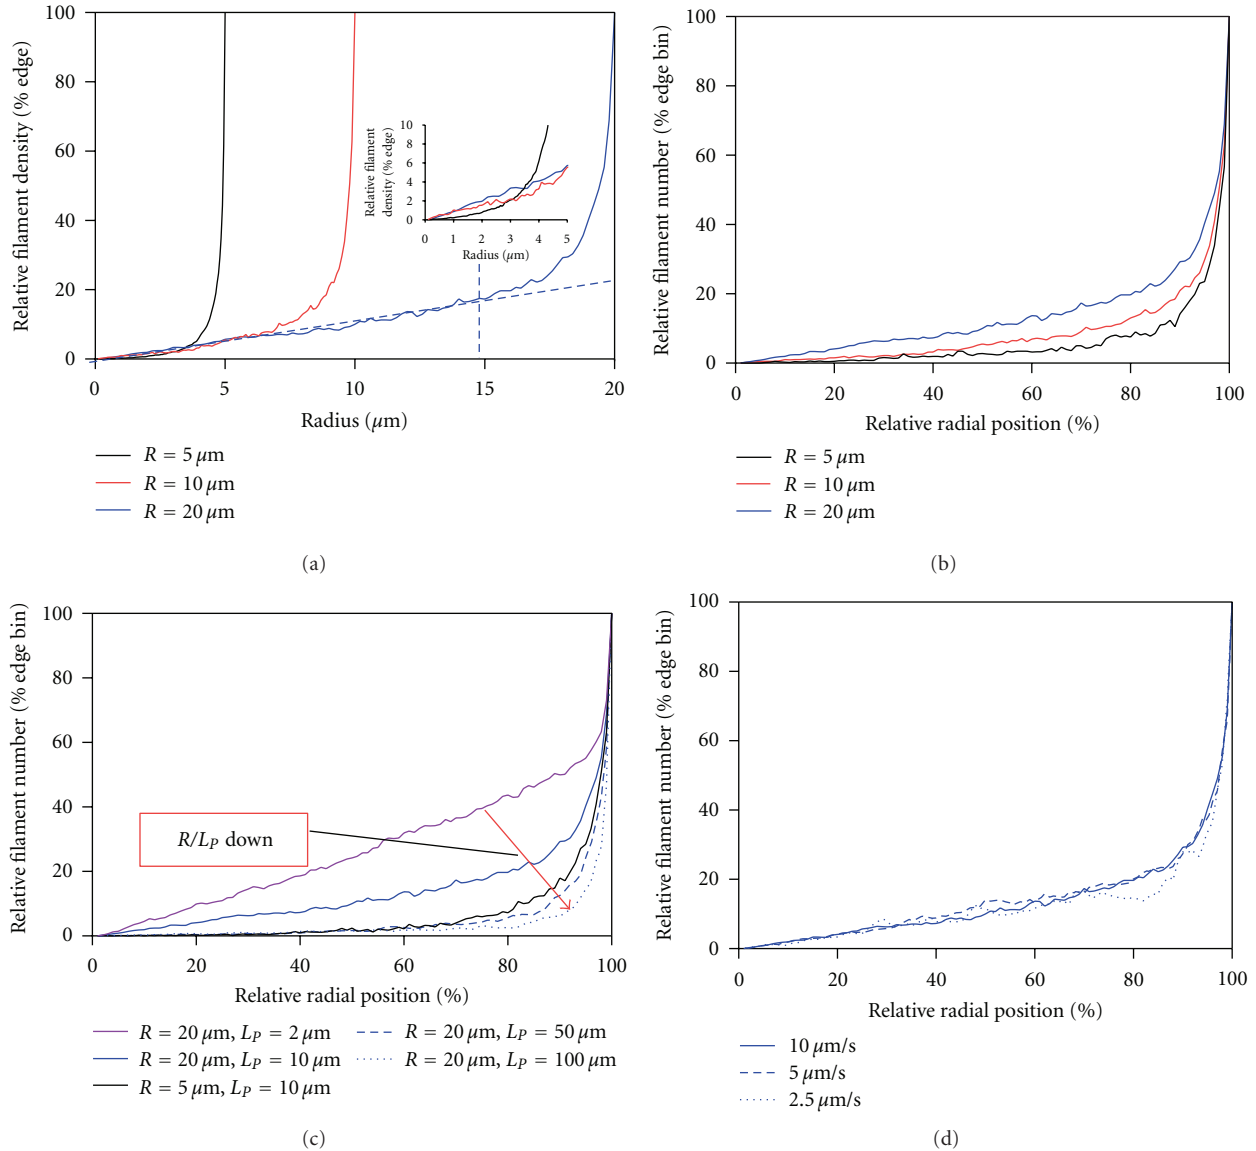 Relative filament density (% edge)
100
80
60
40
20
0
0 5 10 15 20
Radius (µm)
Relative filament
density (% edge)
10
8
6
4
2
0
0 1 2 3 4 5
Radius (µm)
R = 5 µm
R = 10 µm
R = 20 µm
(a)
Relative filament number (% edge bin)
100
80
60
40
20
0
0 20 40 60 80 100
Relative radial position (%)
R = 5 µm
R = 10 µm
R = 20 µm
(b)
Relative filament number (% edge bin)
100
80
60
40
20
0
R/LP down
0 20 40 60 80 100
Relative radial position (%)
R = 20 µm, LP = 2 µm
R = 20 µm, LP = 10 µm
R = 5 µm, LP = 10 µm
R = 20 µm, LP = 50 µm
R = 20 µm, LP = 100 µm
(c)
Relative filament number (% edge bin)
100
80
60
40
20
0
0 20 40 60 80 100
Relative radial position (%)
10 µm/s
5 µm/s
2.5 µm/s
(d)